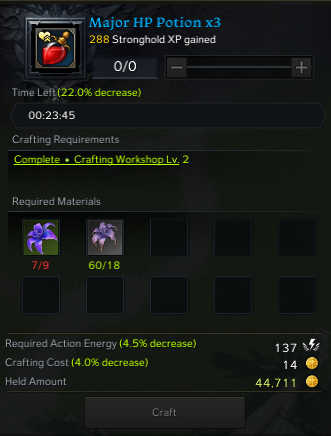 Major HP Potion x3
288 Stronghold XP gained
0/0
Time Left (22.0% decrease)
00:23:45
Crafting Requirements
Complete • Crafting Workshop Lv. 2
Required Materials
7/9 60/18
Required Action Energy (4.5% decrease) 137
Crafting Cost (4.0% decrease) 14
Held Amount 44,711
Craft